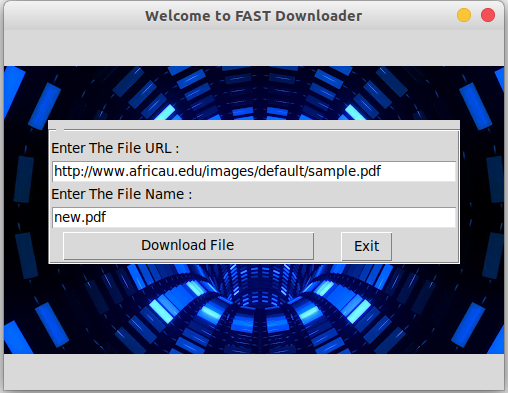 Welcome to FAST Downloader
Enter The File URL :
http://www.africau.edu/images/default/sample.pdf
Enter The File Name :
new.pdf
Download File
Exit